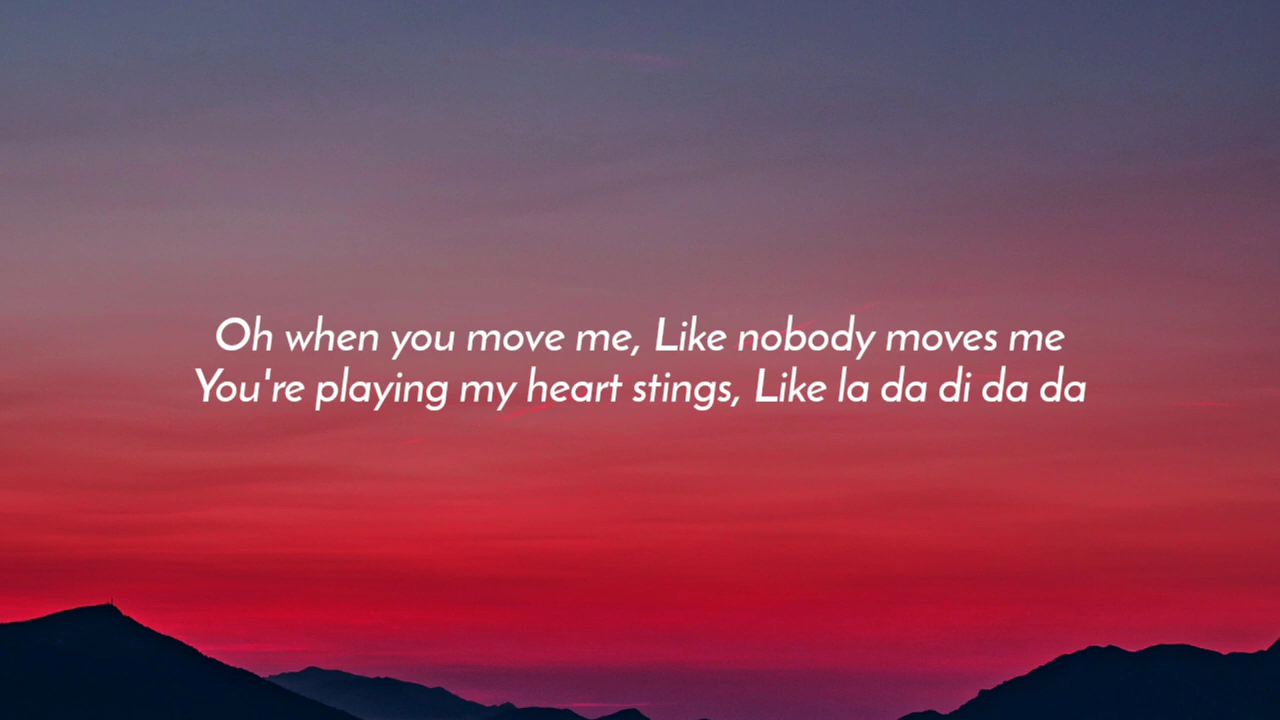 Oh when you move me, Like nobody moves me
You're playing my heart stings, Like la da di da da